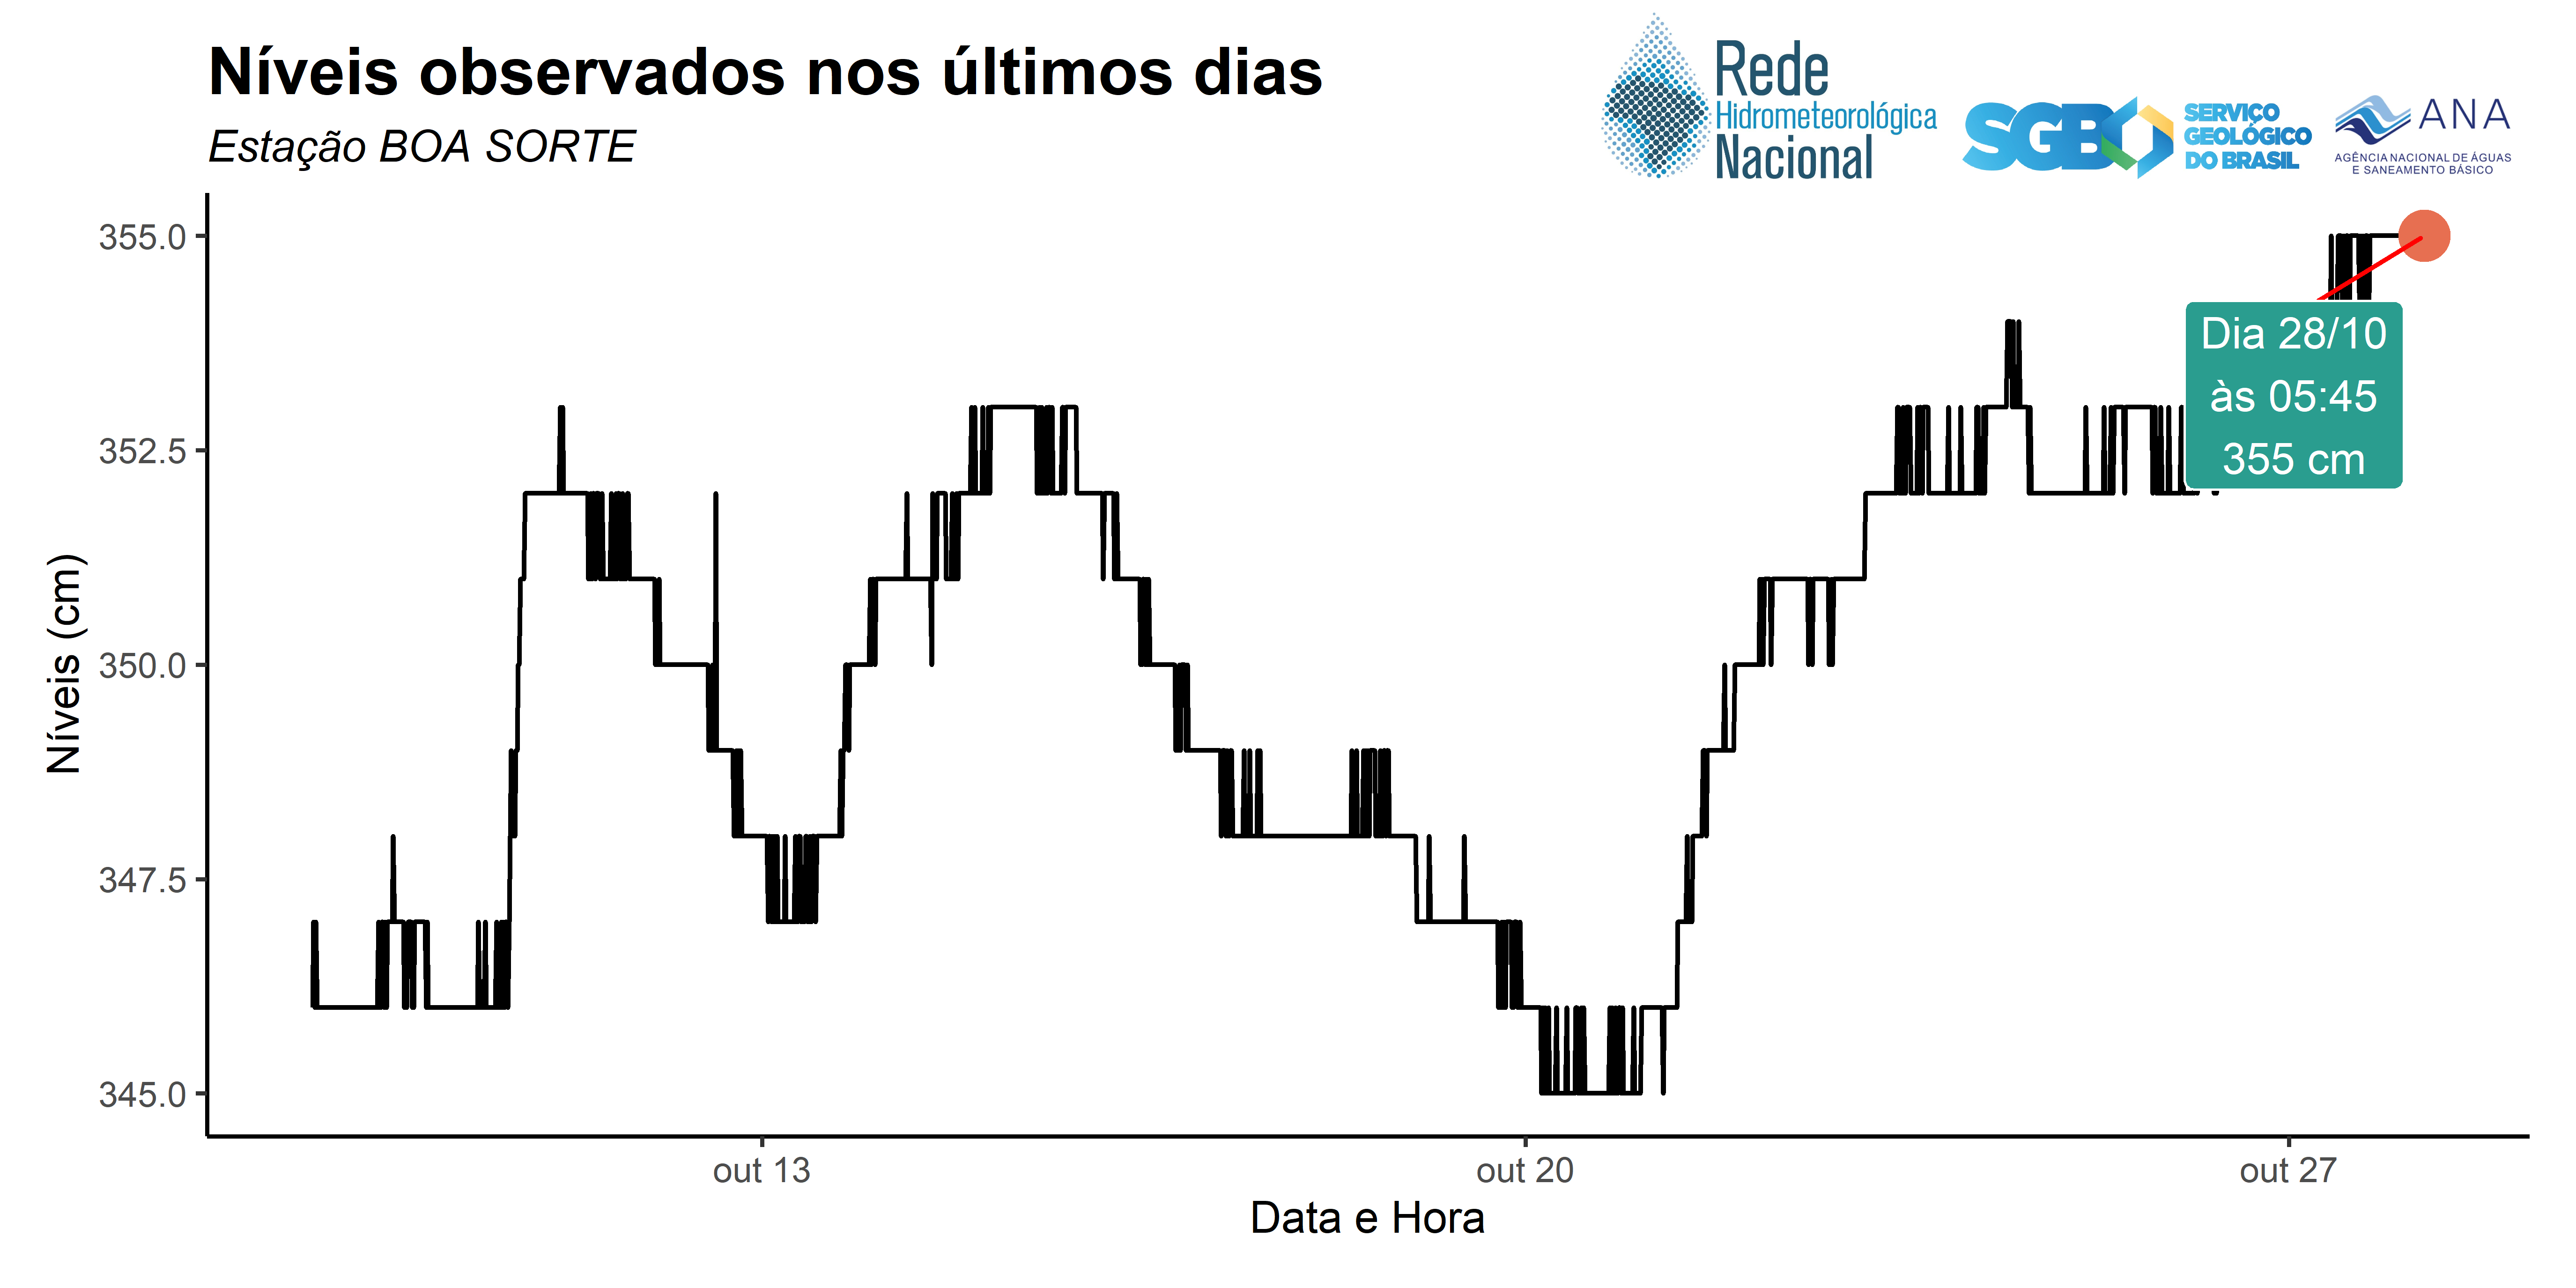 Níveis observados nos últimos dias
Estação BOA SORTE
Rede
Hidrometeorológica
Nacional
SGB
SERVIÇO
GEOLÓGICO
DO BRASIL
ANA
AGÊNCIA NACIONAL DE ÁGUAS
E SANEAMENTO BÁSICO
355.0
352.5
350.0
347.5
345.0
Níveis (cm)
Dia 28/10
às 05:45
355 cm
out 13
out 20
out 27
Data e Hora